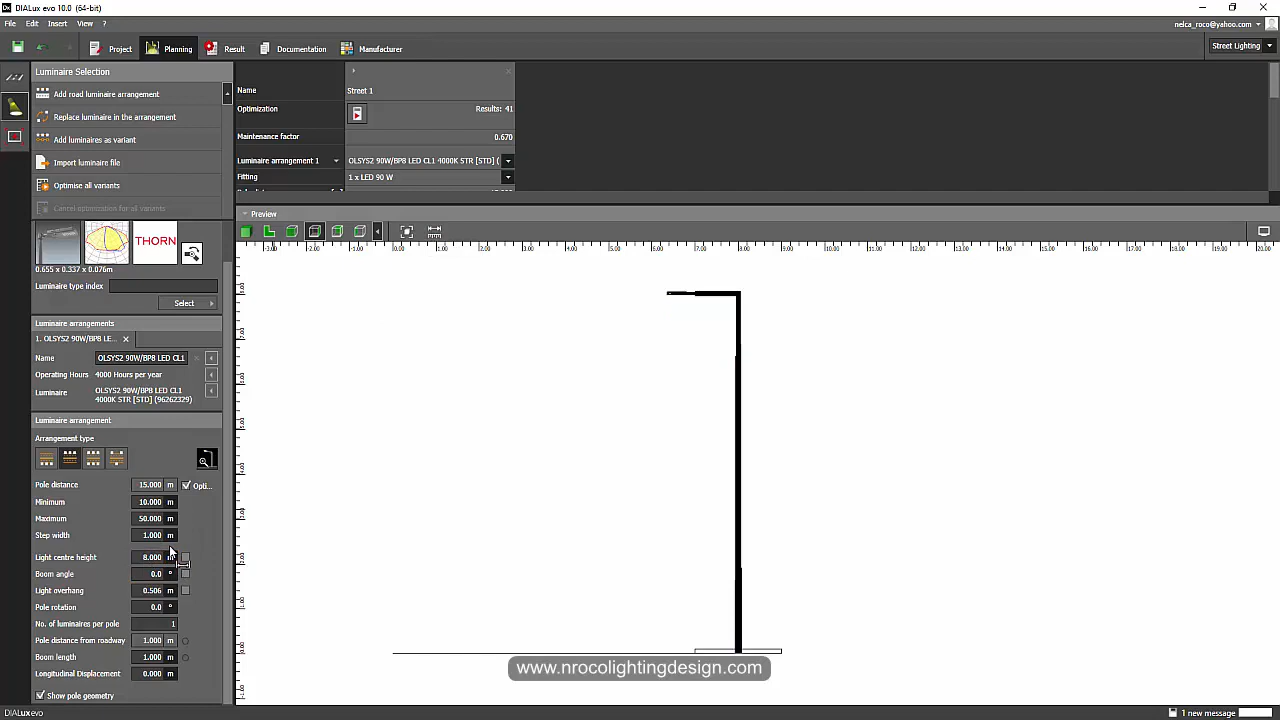 DIALux evo 10.0 (64-bit)
File Edit Insert View ?
nelca_roco@yahoo.com
Project Planning Result Documentation Manufacturer
Street Lighting
Luminaire Selection
Add road luminaire arrangement
Replace luminaire in the arrangement
Add luminaires as variant
Import luminaire file
Optimise all variants
Cancel optimization for all variants
Name Street 1
Optimization Results: 41
Maintenance factor 0.670
Luminaire arrangement 1 OLSYS2 90W/BP8 LED CL1 4000K STR [STD] (
Fitting 1 x LED 90 W
Preview
THORN
0.655 x 0.337 x 0.076m
Luminaire type index
Select
Luminaire arrangements
1. OLSYS2 90W/BP8 LE...
Name OLSYS2 90W/BP8 LED CL1
Operating Hours 4000 Hours per year
Luminaire OLSYS2 90W/BP8 LED CL1
4000K STR [STD] (96262329)
Luminaire arrangement
Arrangement type
Pole distance 15.000 m Opti...
Minimum 10.000 m
Maximum 50.000 m
Step width 1.000 m
Light centre height 8.000 m
Boom angle 0.0 °
Light overhang 0.506 m
Pole rotation 0.0 °
No. of luminaires per pole 1
Pole distance from roadway 1.000 m
Boom length 1.000 m
Longitudinal Displacement 0.000 m
Show pole geometry
www.nrocolightingdesign.com
DIALux evo
1 new message